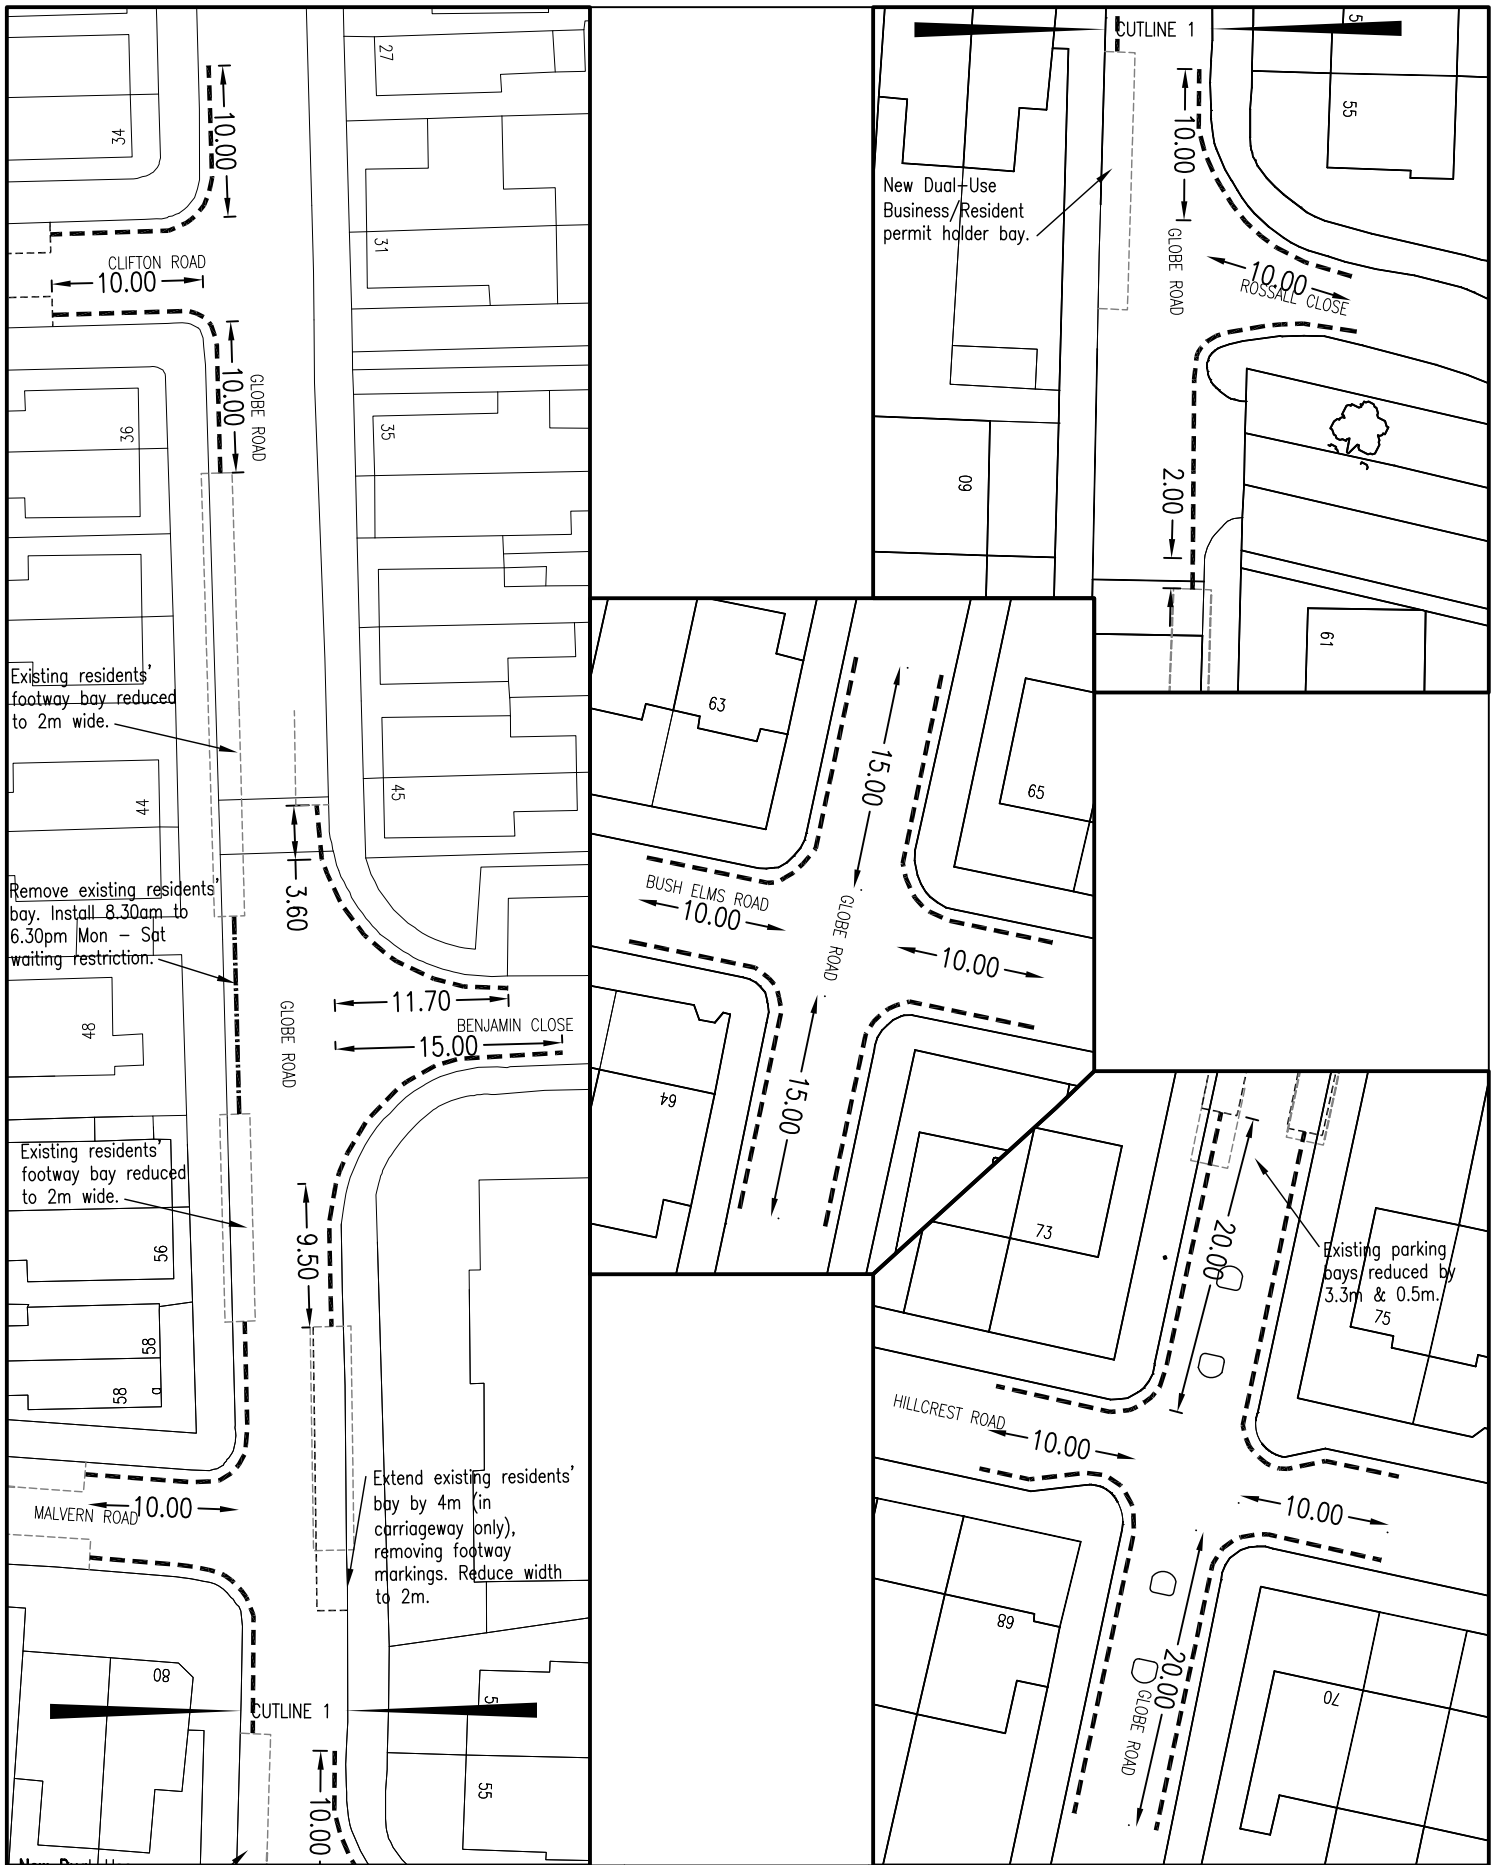 27
34
10.00
31
CLIFTON ROAD
10.00
10.00
GLOBE ROAD
36
35
Existing residents'
footway bay reduced
to 2m wide.
44
45
Remove existing residents'
bay. Install 8.30am to
6.30pm Mon – Sat
waiting restriction.
3.60
48
GLOBE ROAD
11.70
BENJAMIN CLOSE
15.00
Existing residents'
footway bay reduced
to 2m wide.
56
9.50
58
58
a
MALVERN ROAD
10.00
Extend existing residents'
bay by 4m (in
carriageway only),
removing footway
markings. Reduce width
to 2m.
80
CUTLINE 1
5
55
10.00
CUTLINE 1
5
55
10.00
New Dual-Use
Business/Resident
permit holder bay.
GLOBE ROAD
10.00
ROSSALL CLOSE
60
2.00
61
63
15.00
65
BUSH ELMS ROAD
10.00
GLOBE ROAD
10.00
64
15.00
73
20.00
Existing parking
bays reduced by
3.3m & 0.5m.
75
HILLCREST ROAD
10.00
10.00
68
20.00
GLOBE ROAD
70